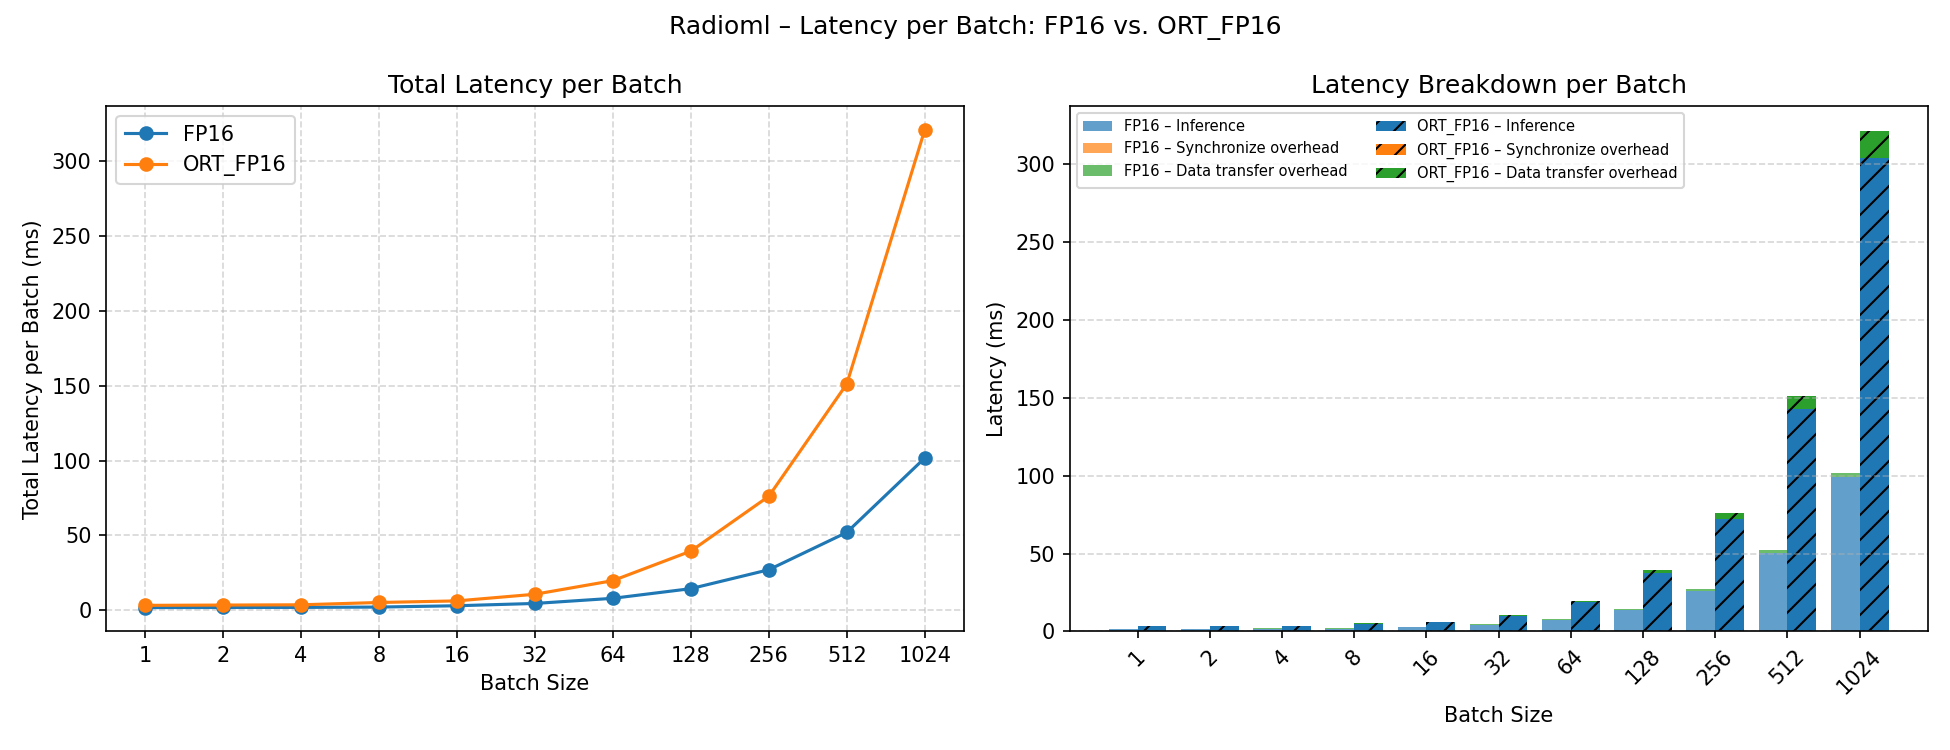 Radioml – Latency per Batch: FP16 vs. ORT_FP16
Total Latency per Batch
FP16
ORT_FP16
Total Latency per Batch (ms)
300
250
200
150
100
50
0
1 2 4 8 16 32 64 128 256 512 1024
Batch Size
Latency Breakdown per Batch
FP16 – Inference
FP16 – Synchronize overhead
FP16 – Data transfer overhead
ORT_FP16 – Inference
ORT_FP16 – Synchronize overhead
ORT_FP16 – Data transfer overhead
Latency (ms)
300
250
200
150
100
50
0
1 2 4 8 16 32 64 128 256 512 1024
Batch Size